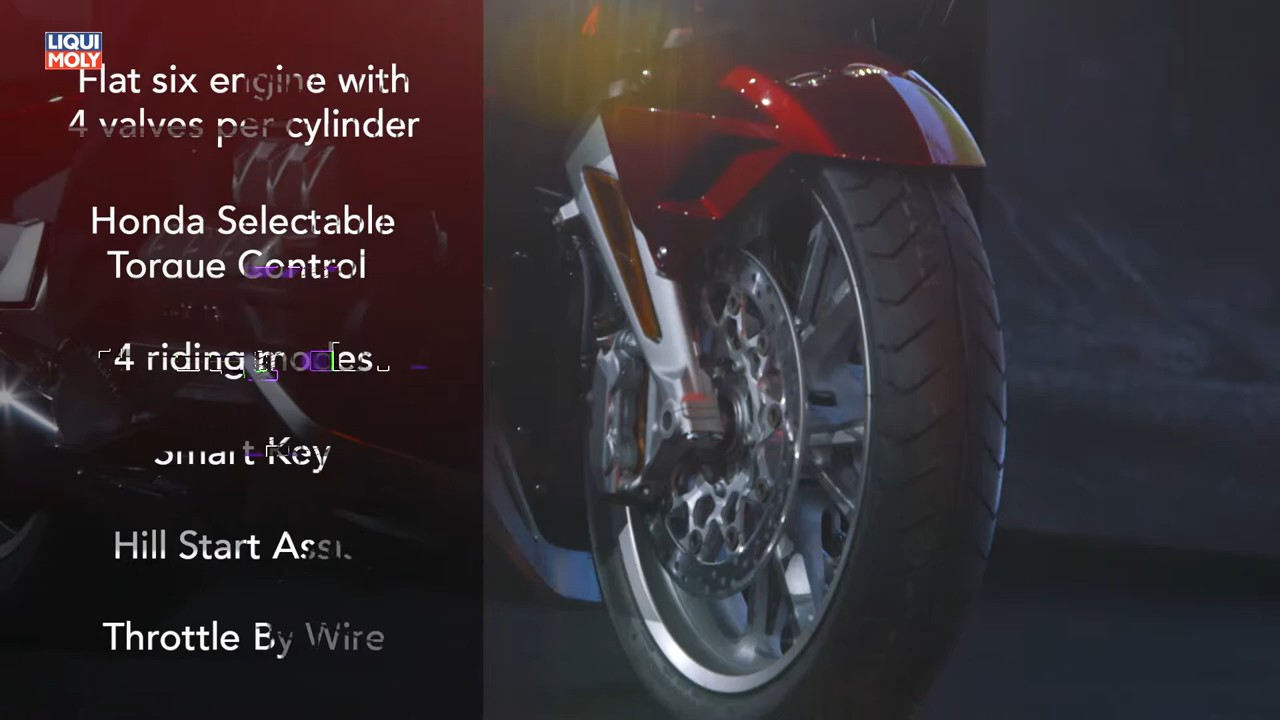 LIQUI
MOLY
Flat six engine with
4 valves per cylinder
Honda Selectable
Torque Control
4 riding modes
Smart Key
Hill Start
Throttle By Wire